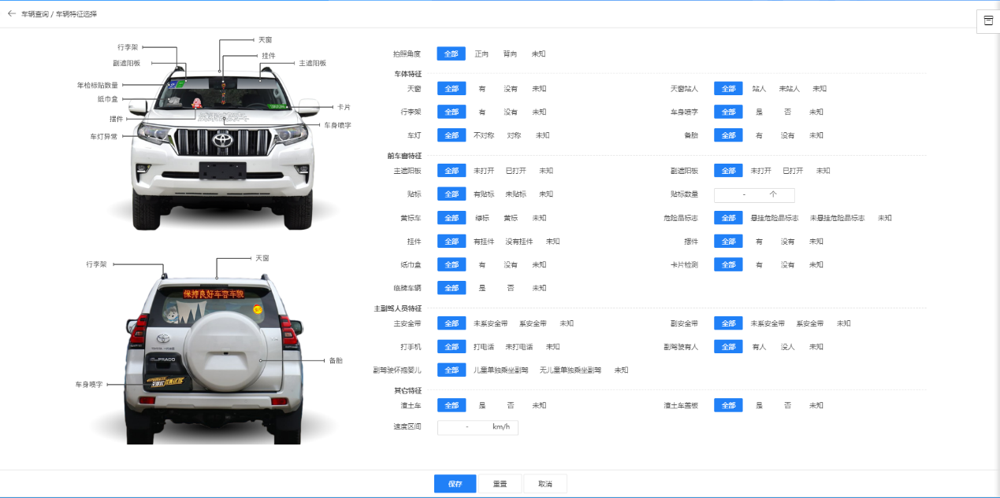 车辆查询 / 车辆特征选择
天窗
行李架
挂件
副遮阳板
主遮阳板
年检标贴数量
纸巾盒
卡片
摆件
车身喷字
车灯异常
行李架
天窗
保持良好车容车貌
PRADO
备胎
车身喷字
拍照角度 全部 正向 背向 未知
车体特征
天窗 全部 有 没有 未知
天窗站人 全部 站人 未站人 未知
行李架 全部 有 没有 未知
车身喷字 全部 是 否 未知
车灯 全部 不对称 对称 未知
备胎 全部 有 没有 未知
前车窗特征
主遮阳板 全部 未打开 已打开 未知
副遮阳板 全部 未打开 已打开 未知
贴标 全部 有贴标 未贴标 未知
贴标数量 - 个
黄标车 全部 绿标 黄标 未知
危险品标志 全部 悬挂危险品标志 未悬挂危险品标志 未知
挂件 全部 有挂件 没有挂件 未知
摆件 全部 有 没有 未知
纸巾盒 全部 有 没有 未知
卡片检测 全部 有 没有 未知
临牌车辆 全部 是 否 未知
主副驾人员特征
主安全带 全部 未系安全带 系安全带 未知
副安全带 全部 未系安全带 系安全带 未知
打手机 全部 打电话 未打电话 未知
副驾驶有人 全部 有人 没人 未知
副驾驶怀抱婴儿 全部 儿童单独乘坐副驾 无儿童单独乘坐副驾 未知
其它特征
渣土车 全部 是 否 未知
渣土车盖板 全部 是 否 未知
速度区间 - km/h
保存 重置 取消